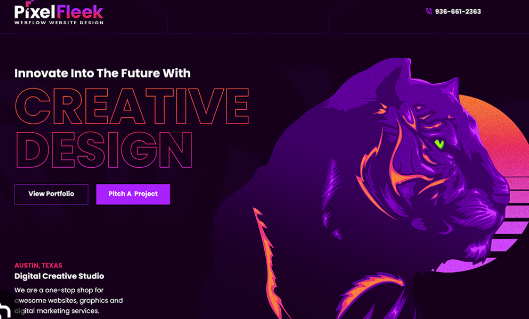 PixelFleek
WEBFLOW WEBSITE DESIGN
936-661-2363
Innovate Into The Future With
CREATIVE
DESIGN
View Portfolio
Pitch A Project
AUSTIN, TEXAS
Digital Creative Studio
We are a one-stop shop for
awesome websites, graphics and
digital marketing services.